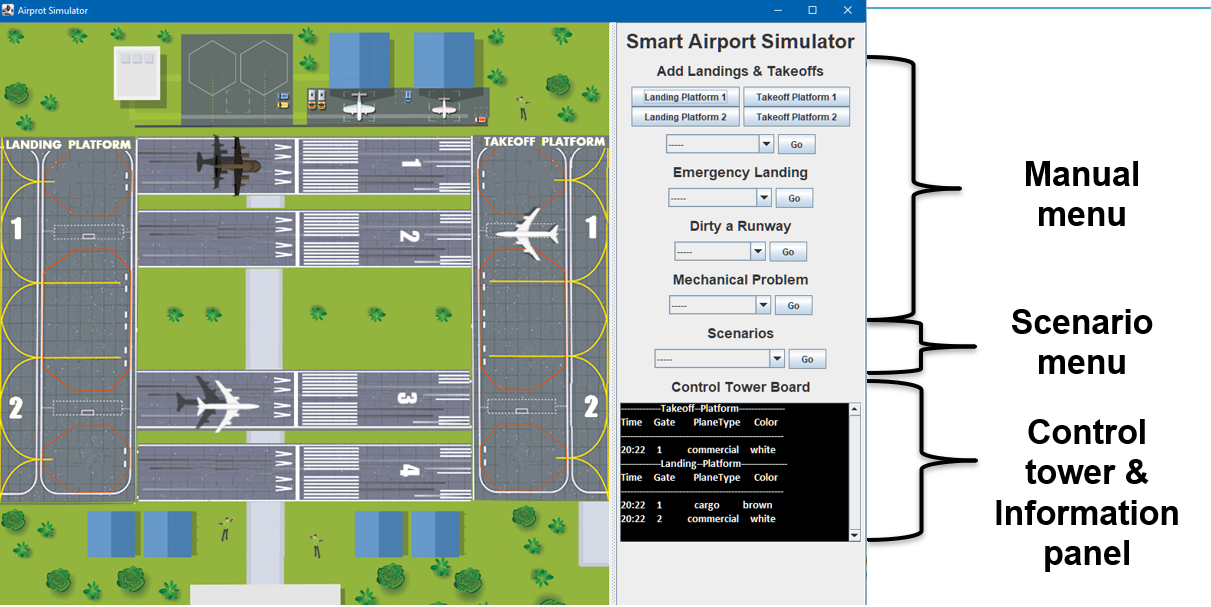 Airprot Simulator
LANDING PLATFORM
TAKEOFF PLATFORM
1
2
1
2
1
2
3
4
Smart Airport Simulator
Add Landings & Takeoffs
Landing Platform 1
Takeoff Platform 1
Landing Platform 2
Takeoff Platform 2
-----
Go
Emergency Landing
-----
Go
Dirty a Runway
-----
Go
Mechanical Problem
-----
Go
Scenarios
-----
Go
Control Tower Board
---------------Takeoff--Platform-----------------
Time Gate PlaneType Color
20:22 1 commercial white
---------------Landing--Platform-----------------
Time Gate PlaneType Color
20:22 1 cargo brown
20:22 2 commercial white
Manual
menu
Scenario
menu
Control
tower &
Information
panel